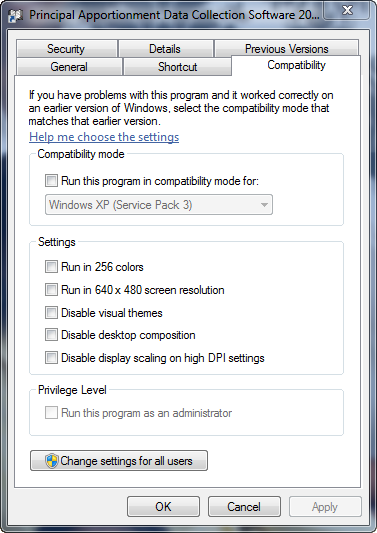 Principal Apportionment Data Collection Software 20...
Security
Details
Previous Versions
General
Shortcut
Compatibility
If you have problems with this program and it worked correctly on
an earlier version of Windows, select the compatibility mode that
matches that earlier version.
Help me choose the settings
Compatibility mode
Run this program in compatibility mode for:
Windows XP (Service Pack 3)
Settings
Run in 256 colors
Run in 640 x 480 screen resolution
Disable visual themes
Disable desktop composition
Disable display scaling on high DPI settings
Privilege Level
Run this program as an administrator
Change settings for all users
OK
Cancel
Apply